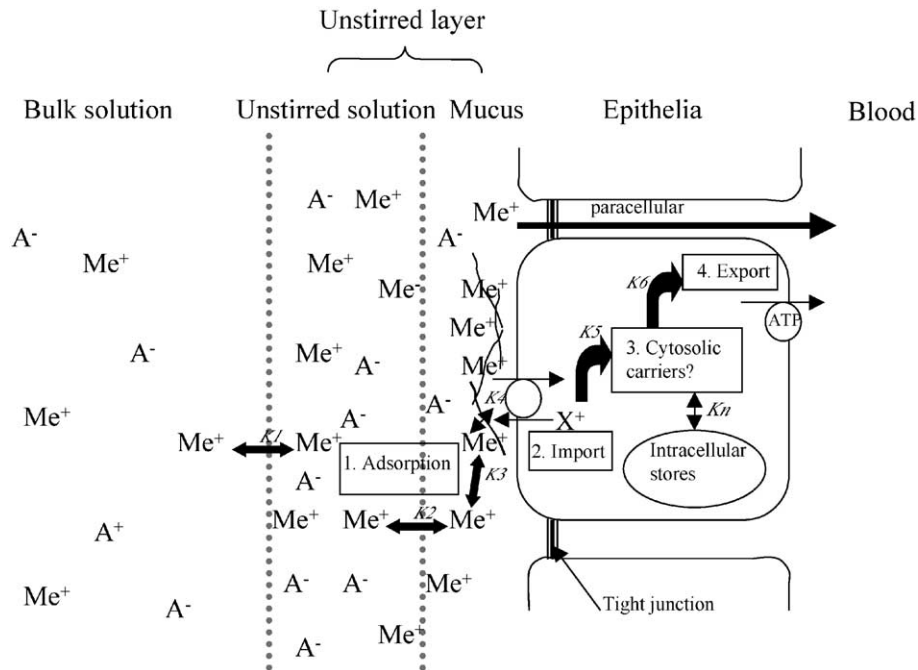 Unstirred layer
Bulk solution Unstirred solution Mucus Epithelia Blood
A⁻ Me⁺ Me⁺ paracellular
A⁻ A⁻
Me⁺ Me⁺ 4. Export
Me⁻ Me⁺ K6
Me⁺ ATP
A⁻ Me⁺ A⁻ Me⁺ K5 3. Cytosolic
carriers?
Me⁺ A⁻ A⁻ K4 X⁺ Kn
Me⁺ K1 Me⁺ Me⁺ 2. Import Intracellular
stores
1. Adsorption K3
A⁻
A⁺ Me⁺ Me⁺ K2 Me⁺
Me⁺ A⁻ A⁻ A⁻ Me⁺
Tight junction
A⁻ Me⁺